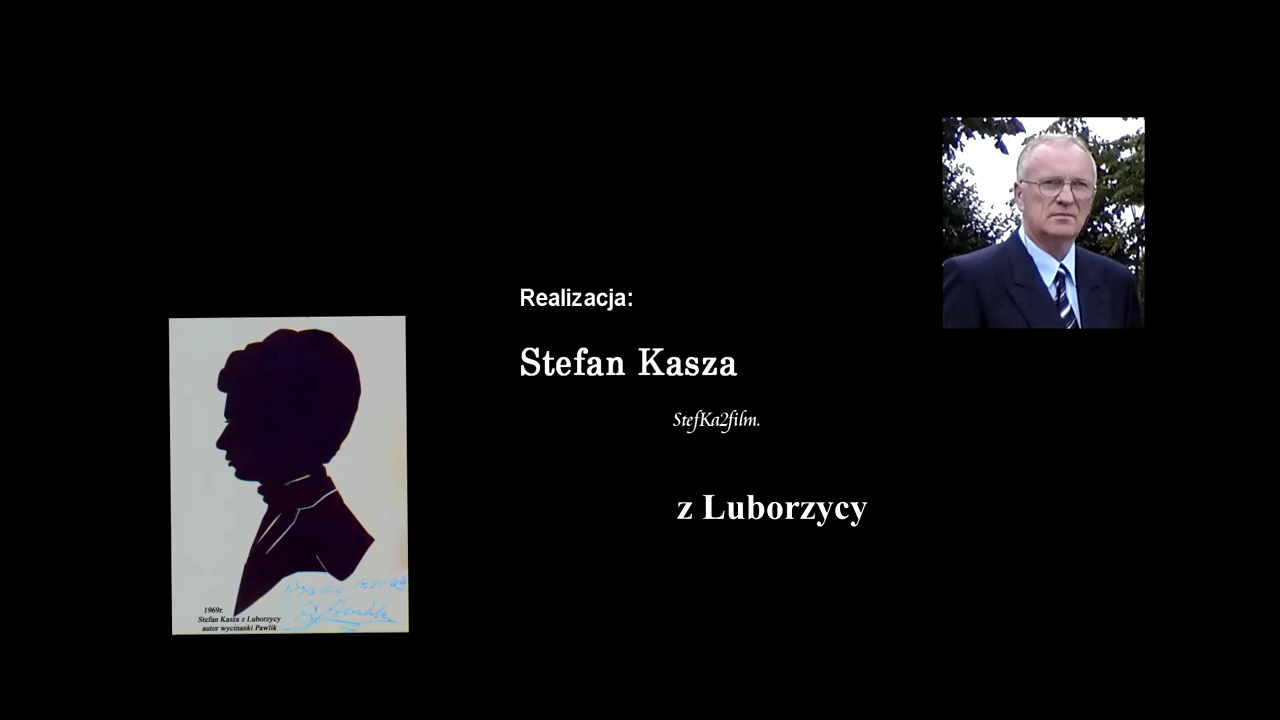 Realizacja:
Stefan Kasza
StefKa2film.
z Luborzycy
1969r.
Stefan Kasza z Luborzycy
autor wycinanki Pawlik